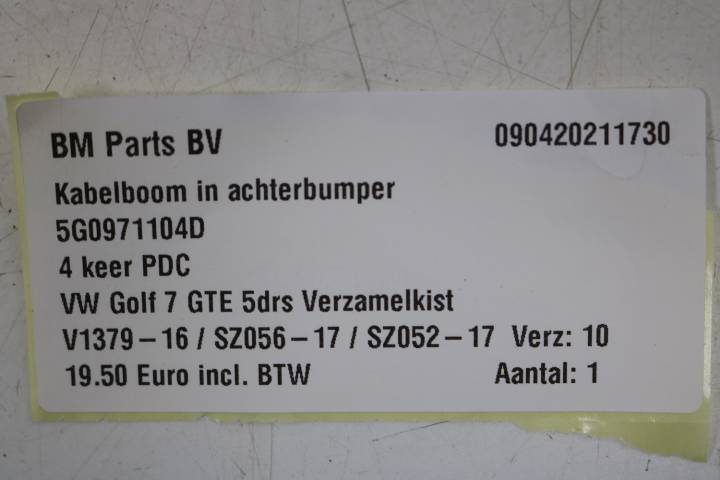 BM Parts BV 090420211730
Kabelboom in achterbumper
5G0971104D
4 keer PDC
VW Golf 7 GTE 5drs Verzamelkist
V1379-16 / SZ056-17 / SZ052-17 Verz: 10
19.50 Euro incl. BTW Aantal: 1